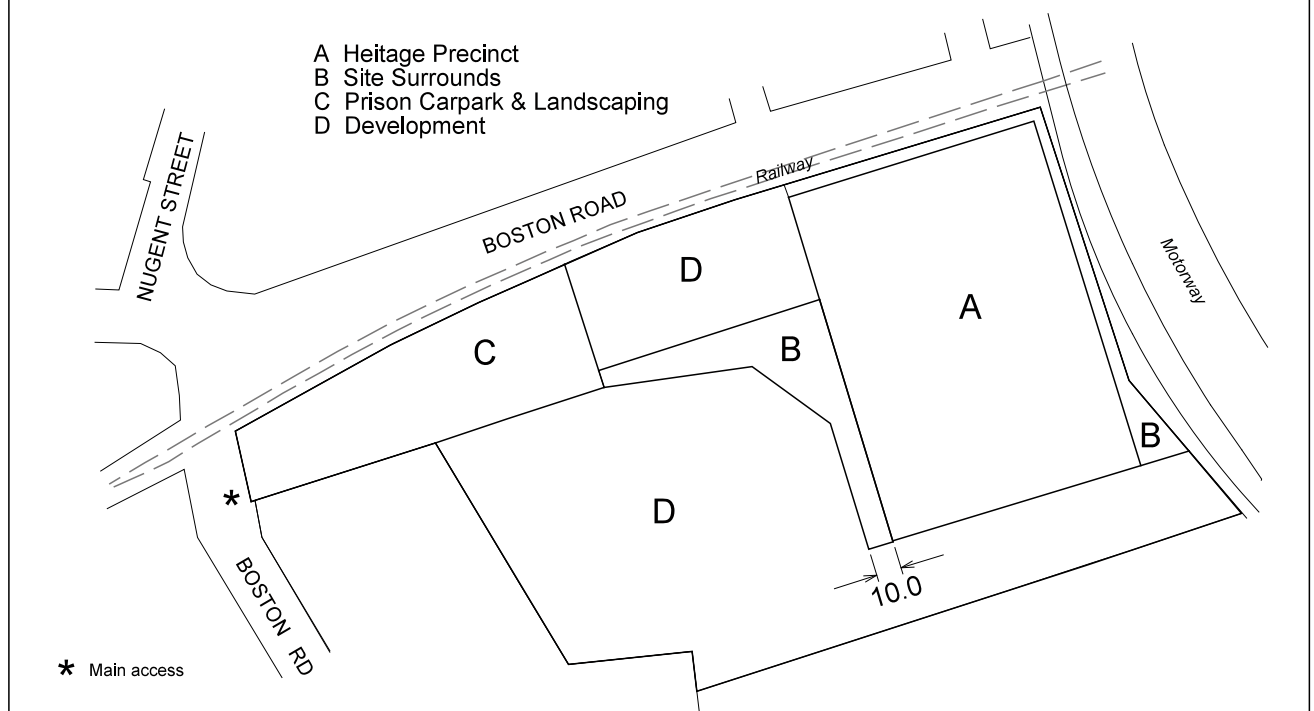 A Heitage Precinct
B Site Surrounds
C Prison Carpark & Landscaping
D Development
NUGENT STREET
BOSTON ROAD
Railway
Motorway
D
A
C
B
B
D
10.0
*
BOSTON RD
* Main access